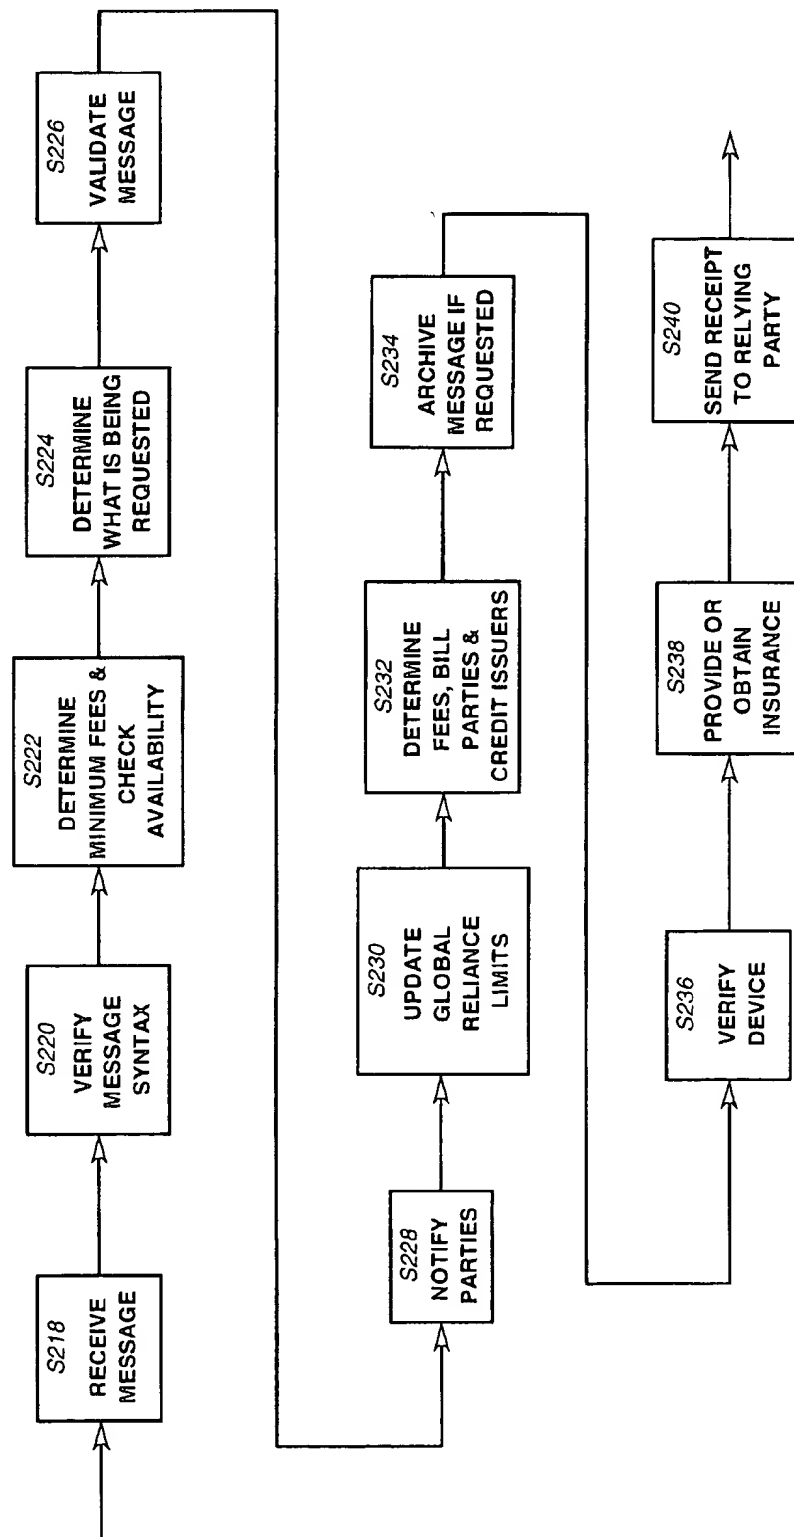 S218
RECEIVE
MESSAGE
S220
VERIFY
MESSAGE
SYNTAX
S222
DETERMINE
MINIMUM FEES &
CHECK
AVAILABILITY
S224
DETERMINE
WHAT IS BEING
REQUESTED
S226
VALIDATE
MESSAGE
S228
NOTIFY
PARTIES
S230
UPDATE
GLOBAL
RELIANCE
LIMITS
S232
DETERMINE
FEES, BILL
PARTIES &
CREDIT ISSUERS
S234
ARCHIVE
MESSAGE IF
REQUESTED
S236
VERIFY
DEVICE
S238
PROVIDE OR
OBTAIN
INSURANCE
S240
SEND RECEIPT
TO RELYING
PARTY